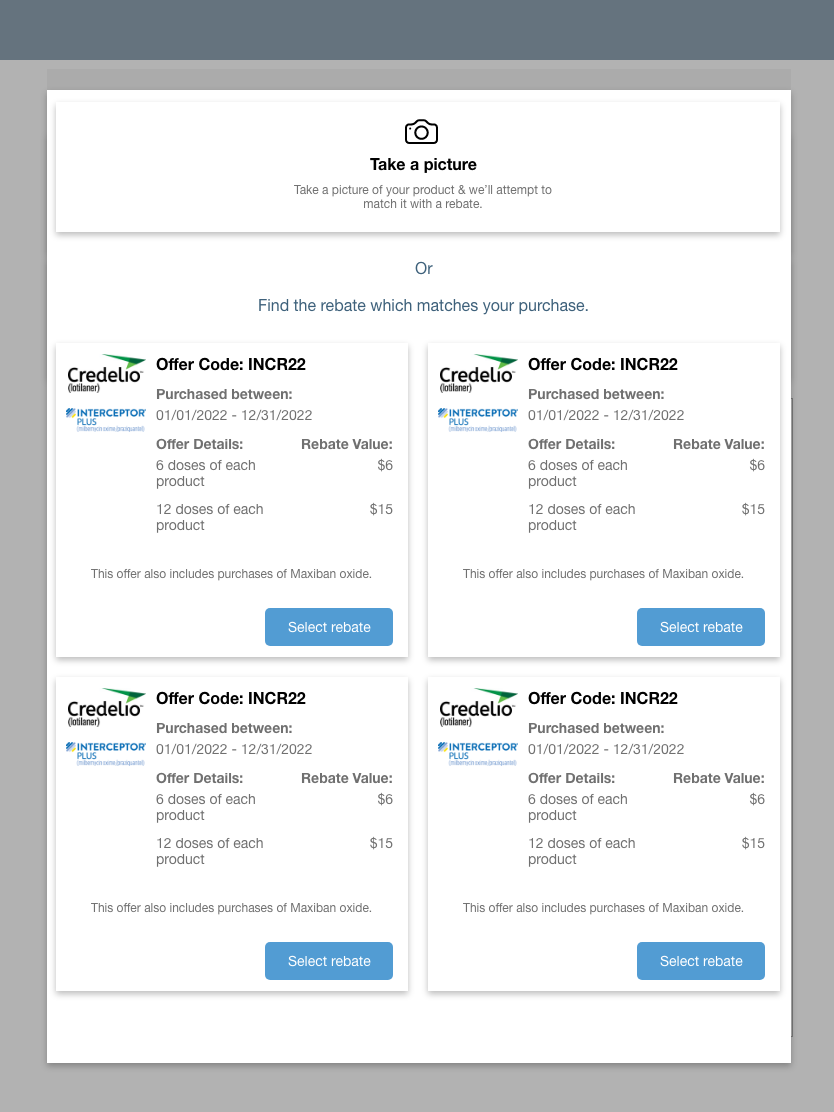 Take a picture
Take a picture of your product & we’ll attempt to
match it with a rebate.
Or
Find the rebate which matches your purchase.
Credelio™
(lotilaner)
INTERCEPTOR®
PLUS
(milbemycin oxime/praziquantel)
Offer Code: INCR22
Purchased between:
01/01/2022 - 12/31/2022
Offer Details: Rebate Value:
6 doses of each $6
product
12 doses of each $15
product
This offer also includes purchases of Maxiban oxide.
Select rebate
Credelio™
(lotilaner)
INTERCEPTOR®
PLUS
(milbemycin oxime/praziquantel)
Offer Code: INCR22
Purchased between:
01/01/2022 - 12/31/2022
Offer Details: Rebate Value:
6 doses of each $6
product
12 doses of each $15
product
This offer also includes purchases of Maxiban oxide.
Select rebate
Credelio™
(lotilaner)
INTERCEPTOR®
PLUS
(milbemycin oxime/praziquantel)
Offer Code: INCR22
Purchased between:
01/01/2022 - 12/31/2022
Offer Details: Rebate Value:
6 doses of each $6
product
12 doses of each $15
product
This offer also includes purchases of Maxiban oxide.
Select rebate
Credelio™
(lotilaner)
INTERCEPTOR®
PLUS
(milbemycin oxime/praziquantel)
Offer Code: INCR22
Purchased between:
01/01/2022 - 12/31/2022
Offer Details: Rebate Value:
6 doses of each $6
product
12 doses of each $15
product
This offer also includes purchases of Maxiban oxide.
Select rebate